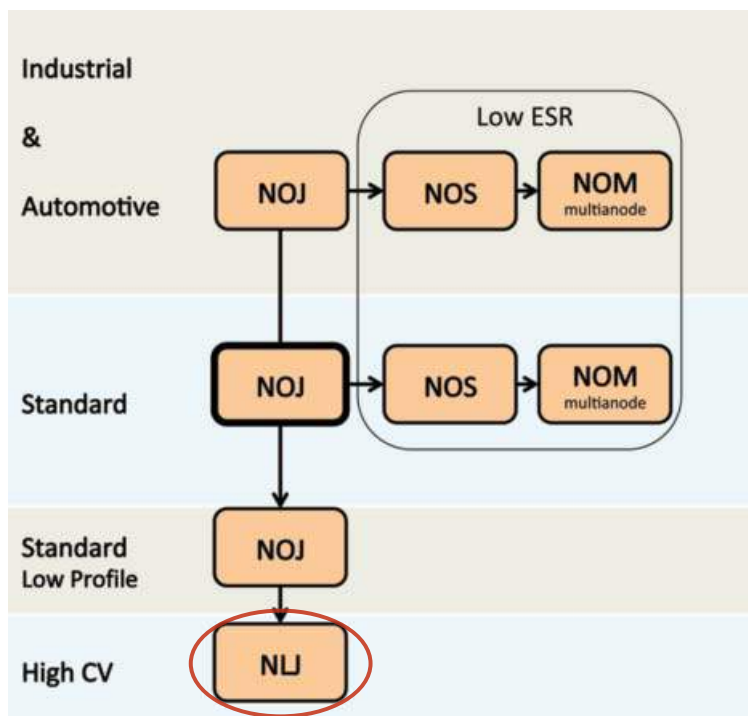 Industrial
&
Automotive
Low ESR
NOJ
NOS
NOM
multianode
Standard
NOJ
NOS
NOM
multianode
Standard
Low Profile
NOJ
High CV
NLJ